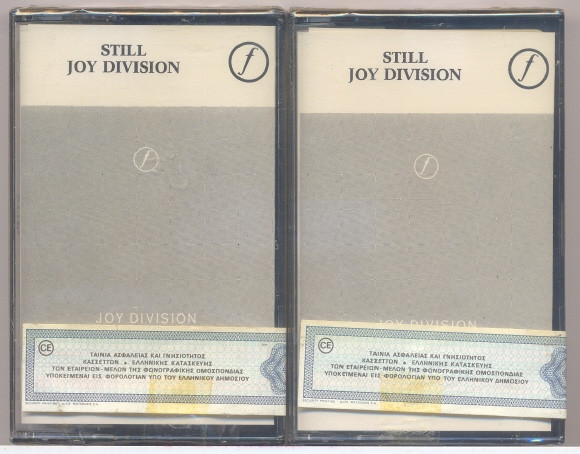 STILL
JOY DIVISION
f
f
JOY DIVISION
CE
ΤΑΙΝΙΑ ΑΣΦΑΛΕΙΑΣ ΚΑΙ ΓΝΗΣΙΟΤΗΤΟΣ
ΚΑΣΣΕΤΤΩΝ • ΕΛΛΗΝΙΚΗΣ ΚΑΤΑΣΚΕΥΗΣ
ΤΩΝ ΕΤΑΙΡΕΙΩΝ-ΜΕΛΩΝ ΤΗΣ ΦΩΝΟΓΡΑΦΙΚΗΣ ΟΜΟΣΠΟΝΔΙΑΣ
ΥΠΟΚΕΙΜΕΝΑΙ ΕΙΣ ΦΟΡΟΛΟΓΙΑΝ ΥΠΟ ΤΟΥ ΕΛΛΗΝΙΚΟΥ ΔΗΜΟΣΙΟΥ
STILL
JOY DIVISION
f
f
JOY DIVISION
CE
ΤΑΙΝΙΑ ΑΣΦΑΛΕΙΑΣ ΚΑΙ ΓΝΗΣΙΟΤΗΤΟΣ
ΚΑΣΣΕΤΤΩΝ • ΕΛΛΗΝΙΚΗΣ ΚΑΤΑΣΚΕΥΗΣ
ΤΩΝ ΕΤΑΙΡΕΙΩΝ-ΜΕΛΩΝ ΤΗΣ ΦΩΝΟΓΡΑΦΙΚΗΣ ΟΜΟΣΠΟΝΔΙΑΣ
ΥΠΟΚΕΙΜΕΝΑΙ ΕΙΣ ΦΟΡΟΛΟΓΙΑΝ ΥΠΟ ΤΟΥ ΕΛΛΗΝΙΚΟΥ ΔΗΜΟΣΙΟΥ